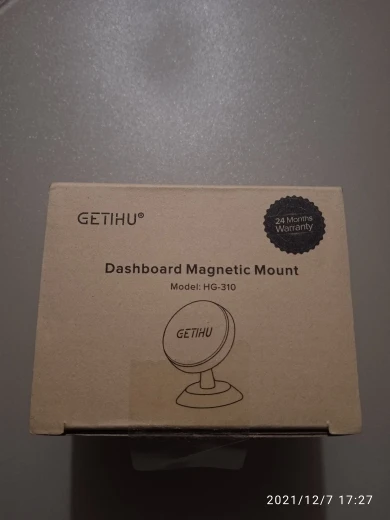 GETIHU®
24 Months
Warranty
Dashboard Magnetic Mount
Model: HG-310
GETIHU
2021/12/7 17:27